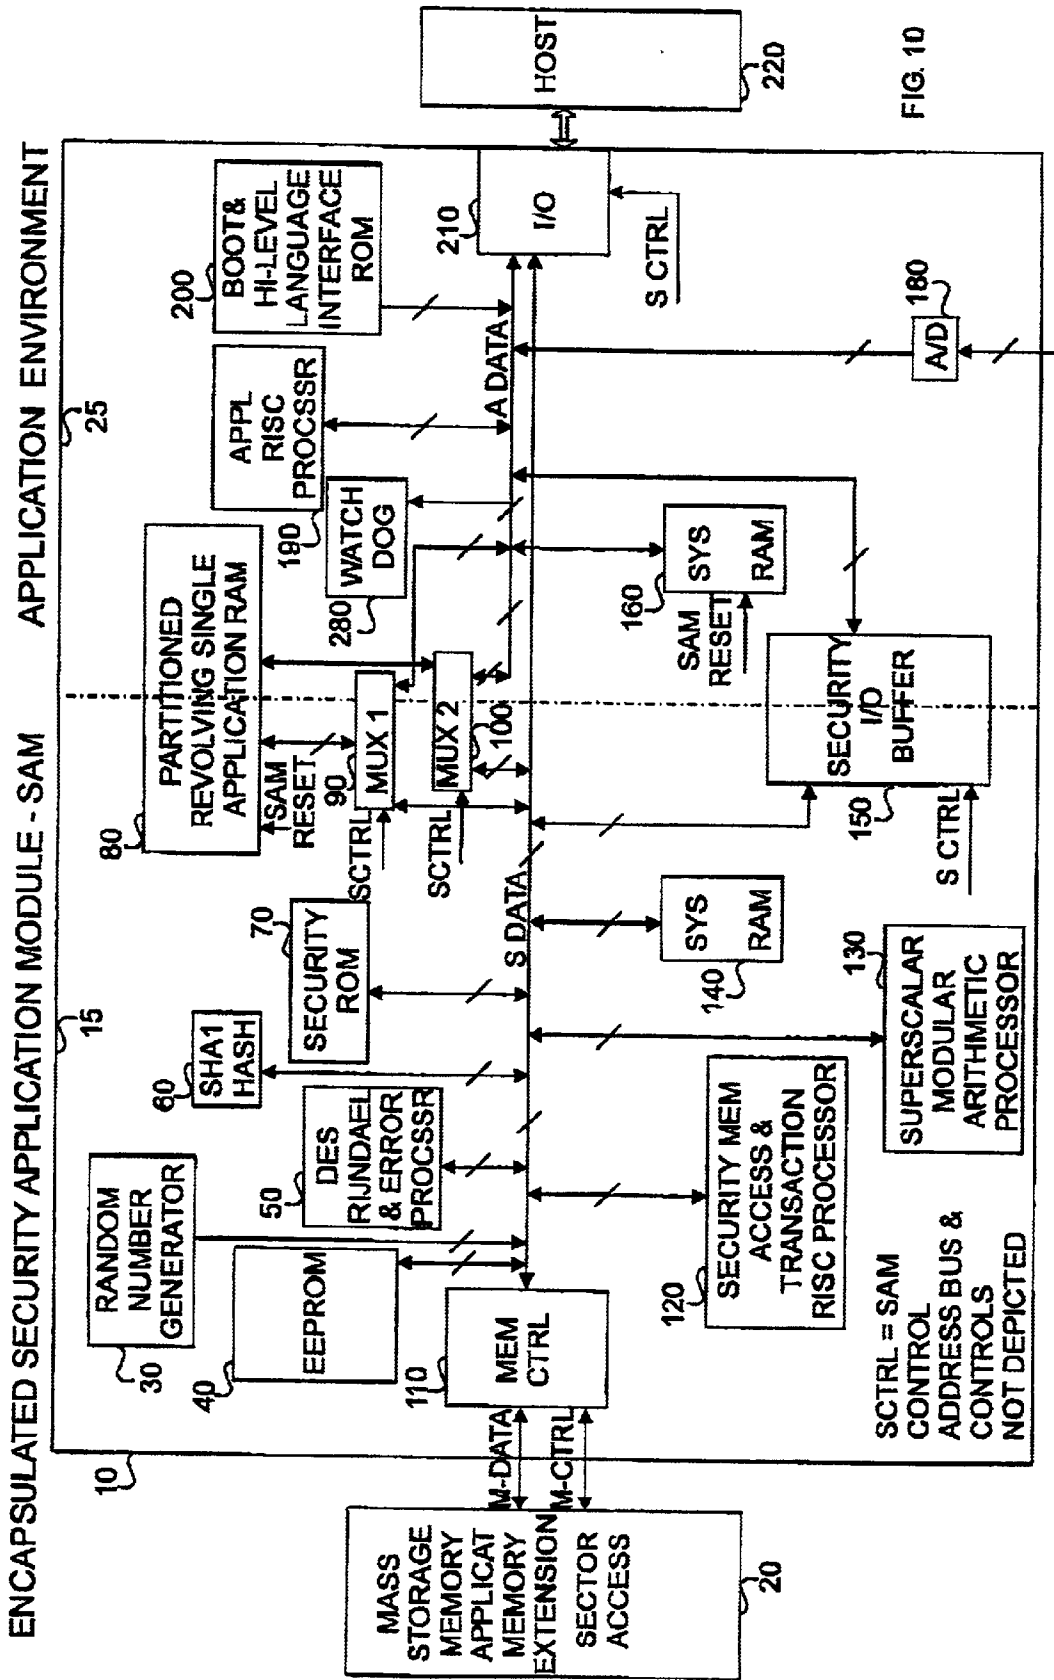 ENCAPSULATED SECURITY APPLICATION MODULE - SAM
APPLICATION ENVIRONMENT
10
15
25
RANDOM
NUMBER
GENERATOR
30
EEPROM
40
DES
RIJNDAEL
& ERROR
PROCSSR
50
SHA1
HASH
60
SECURITY
ROM
70
PARTITIONED
REVOLVING SINGLE
APPLICATION RAM
80
SAM
RESET
MUX 1
90
SCTRL
MUX 2
100
SCTRL
WATCH
DOG
280
APPL
RISC
PROCSSR
190
BOOT&
HI-LEVEL
LANGUAGE
INTERFACE
ROM
200
I/O
210
S CTRL
HOST
220
MASS
STORAGE
MEMORY
APPLICAT
MEMORY
EXTENSION
SECTOR
ACCESS
20
M-DATA
M-CTRL
MEM
CTRL
110
S DATA
A DATA
SECURITY MEM
ACCESS &
TRANSACTION
RISC PROCESSOR
120
SUPERSCALAR
MODULAR
ARITHMETIC
PROCESSOR
130
SYS
RAM
140
SECURITY
I/O
BUFFER
150
S CTRL
SYS
RAM
160
SAM
RESET
A/D
180
SCTRL = SAM
CONTROL
ADDRESS BUS &
CONTROLS
NOT DEPICTED
FIG. 10